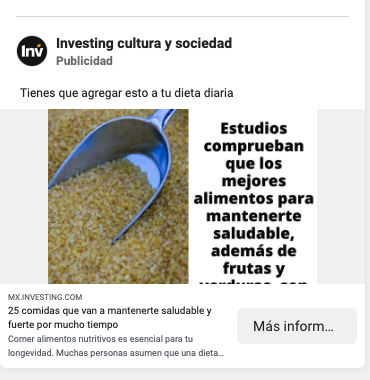 Inv
Investing cultura y sociedad
Publicidad
Tienes que agregar esto a tu dieta diaria
Estudios
comprueban
que los
mejores
alimentos para
mantenerte
saludable,
además de
frutas y
verduras, son
MX.INVESTING.COM
25 comidas que van a mantenerte saludable y
fuerte por mucho tiempo
Comer alimentos nutritivos es esencial para tu
longevidad. Muchas personas asumen que una dieta...
Más inform...